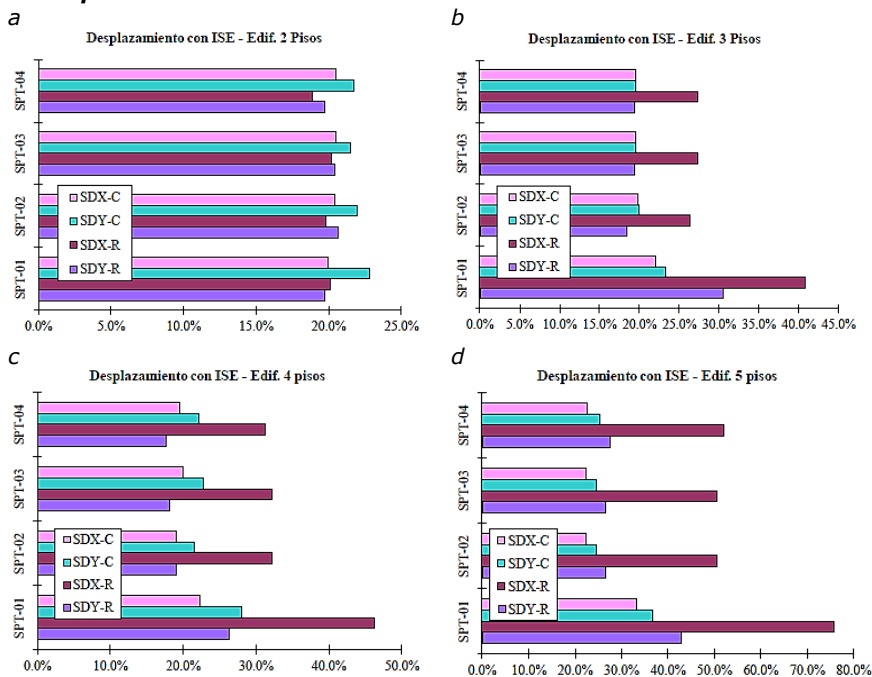 a
Desplazamiento con ISE - Edif. 2 Pisos
SPT-04
SPT-03
SPT-02
SPT-01
SDX-C
SDY-C
SDX-R
SDY-R
0.0% 5.0% 10.0% 15.0% 20.0% 25.0%
b
Desplazamiento con ISE - Edif. 3 Pisos
SPT-04
SPT-03
SPT-02
SPT-01
SDX-C
SDY-C
SDX-R
SDY-R
0.0% 5.0% 10.0% 15.0% 20.0% 25.0% 30.0% 35.0% 40.0% 45.0%
c
Desplazamiento con ISE - Edif. 4 pisos
SPT-04
SPT-03
SPT-02
SPT-01
SDX-C
SDY-C
SDX-R
SDY-R
0.0% 10.0% 20.0% 30.0% 40.0% 50.0%
d
Desplazamiento con ISE - Edif. 5 pisos
SPT-04
SPT-03
SPT-02
SPT-01
SDX-C
SDY-C
SDX-R
SDY-R
0.0% 10.0% 20.0% 30.0% 40.0% 50.0% 60.0% 70.0% 80.0%